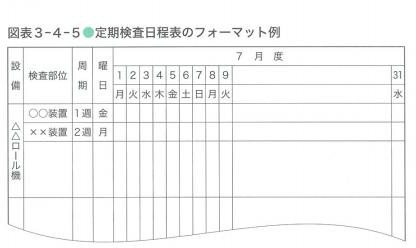 図表3-4-5●定期検査日程表のフォーマット例
設備 検査部位 周期 曜日 7月度
1 2 3 4 5 6 7 8 9 31
月 火 水 木 金 土 日 月 火 水
△△ロール機 ○○装置 1週 金
××装置 2週 月